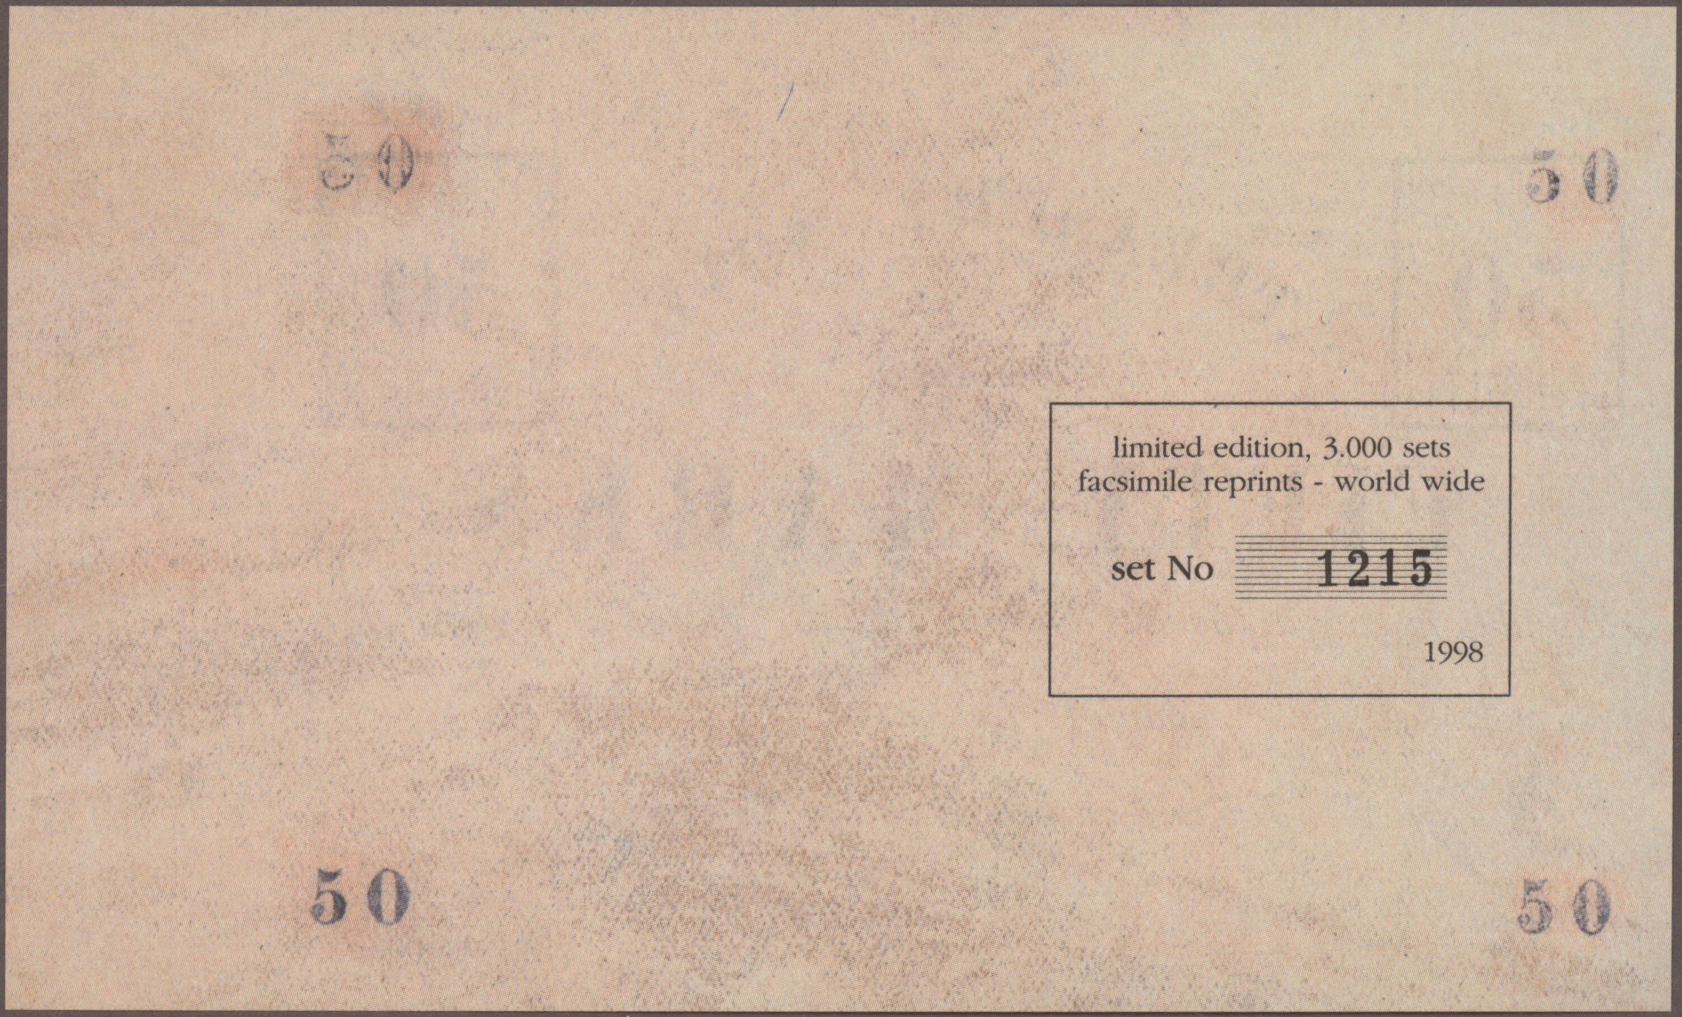 50 50
limited edition, 3.000 sets
facsimile reprints - world wide
set No 1215
1998
50 50